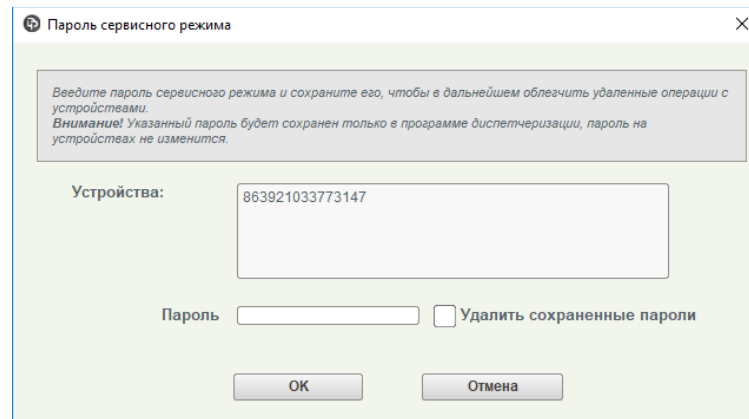 Пароль сервисного режима
Введите пароль сервисного режима и сохраните его, чтобы в дальнейшем облегчить удаленные операции с
устройствами.
Внимание! Указанный пароль будет сохранен только в программе диспетчеризации, пароль на
устройствах не изменится.
Устройства:
863921033773147
Пароль
Удалить сохраненные пароли
OK
Отмена